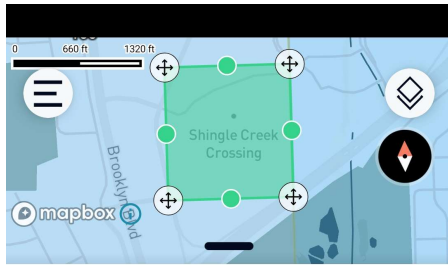 0 660 ft 1320 ft
Shingle Creek
Crossing
Brooklyn Blvd
mapbox